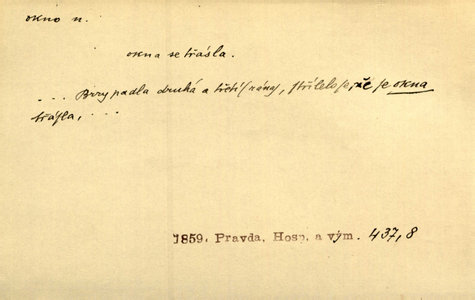 okno n.
okna se třásla.
... Brzy padla druhá a třetí (rána), střílelo se, že se okna
třásla, ...
1859. Pravda, Hosp. a vým. 437,8